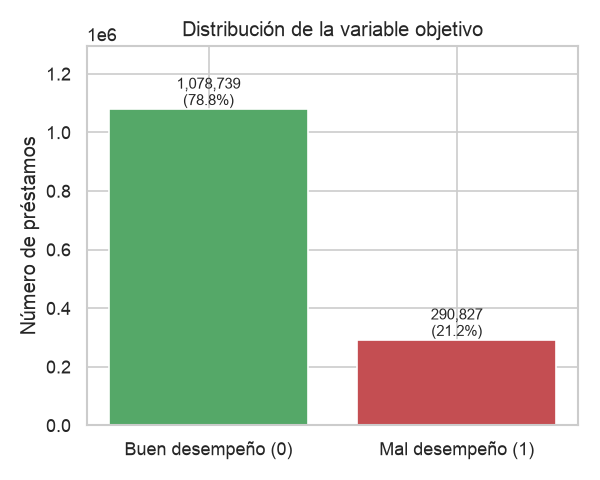 Distribución de la variable objetivo
1e6
1.2
1.0
0.8
0.6
0.4
0.2
0.0
Número de préstamos
1,078,739
(78.8%)
290,827
(21.2%)
Buen desempeño (0)
Mal desempeño (1)